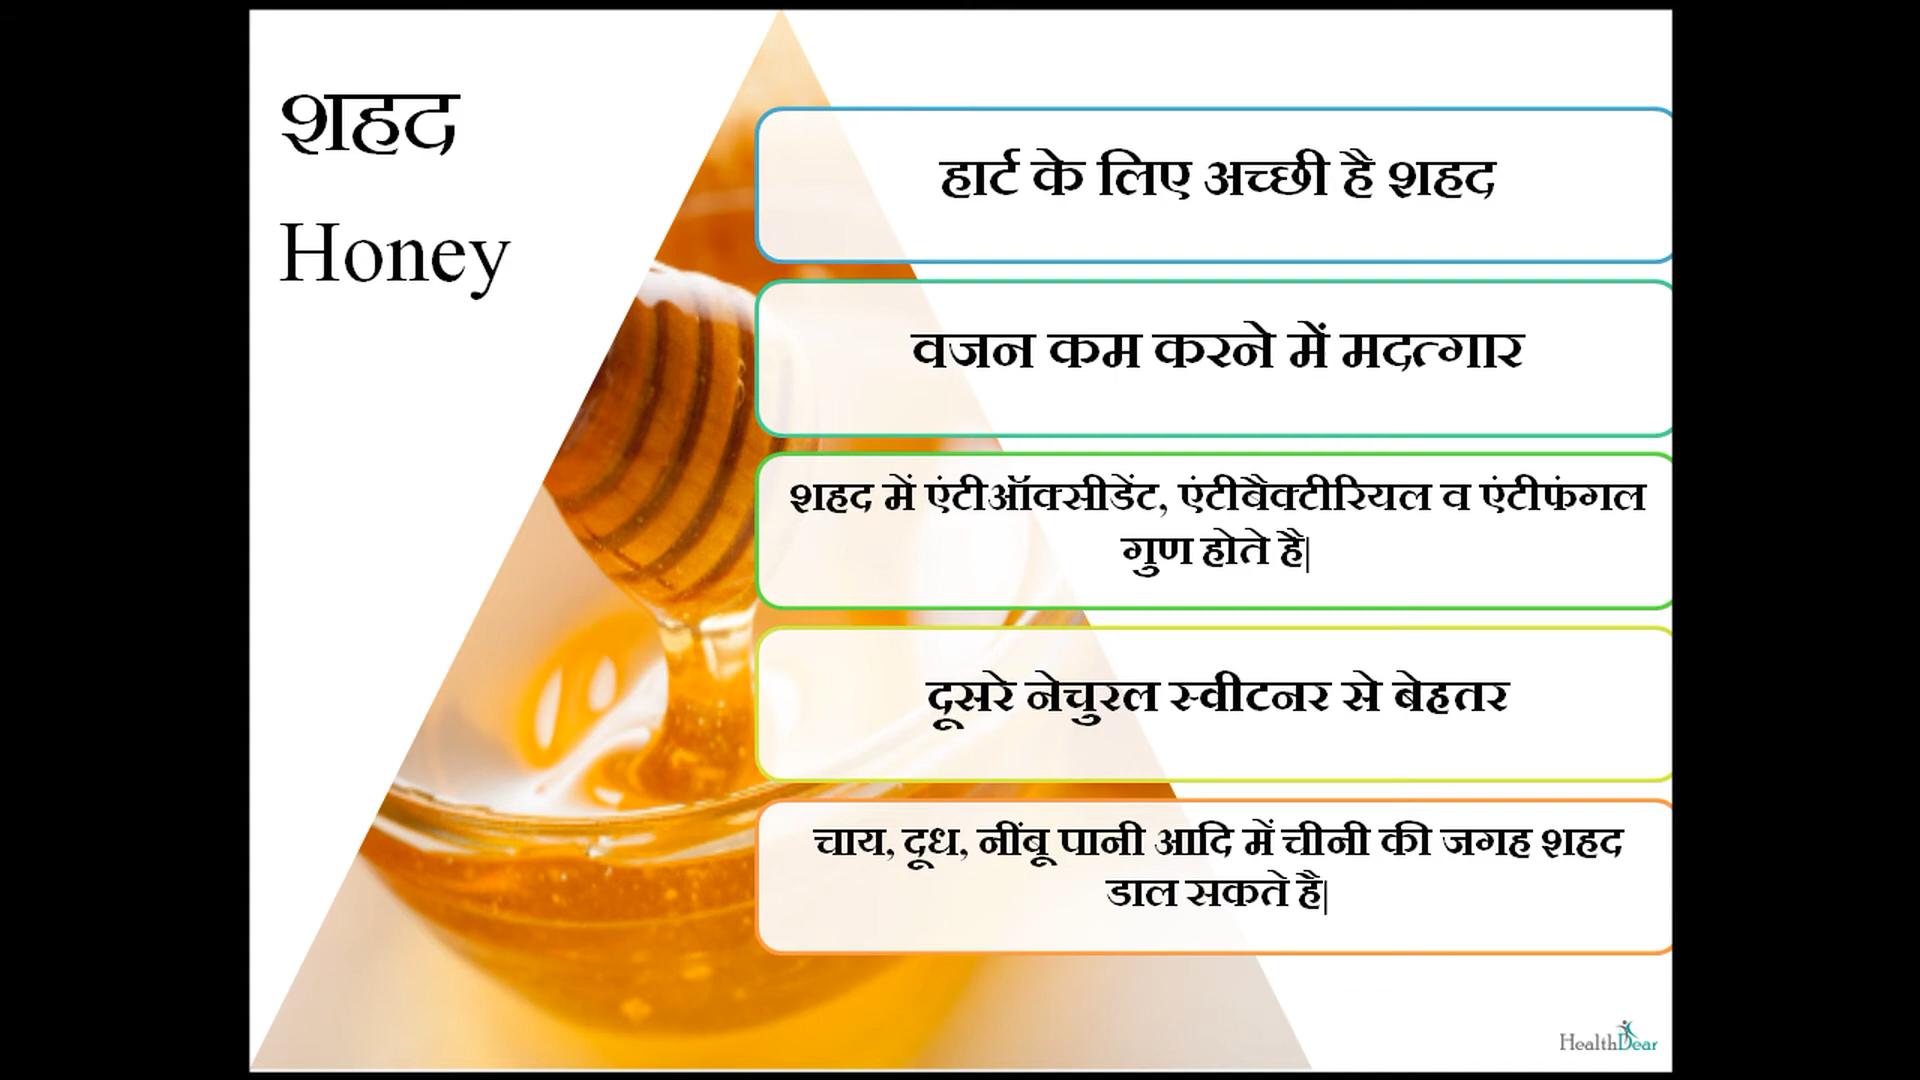 शहद
Honey
हार्ट के लिए अच्छी है शहद
वजन कम करने में मदत्गार
शहद में एंटीऑक्सीडेंट, एंटीबैक्टीरियल व एंटीफंगल
गुण होते है|
दूसरे नेचुरल स्वीटनर से बेहतर
चाय, दूध, नींबू पानी आदि में चीनी की जगह शहद
डाल सकते है|
HealthDear